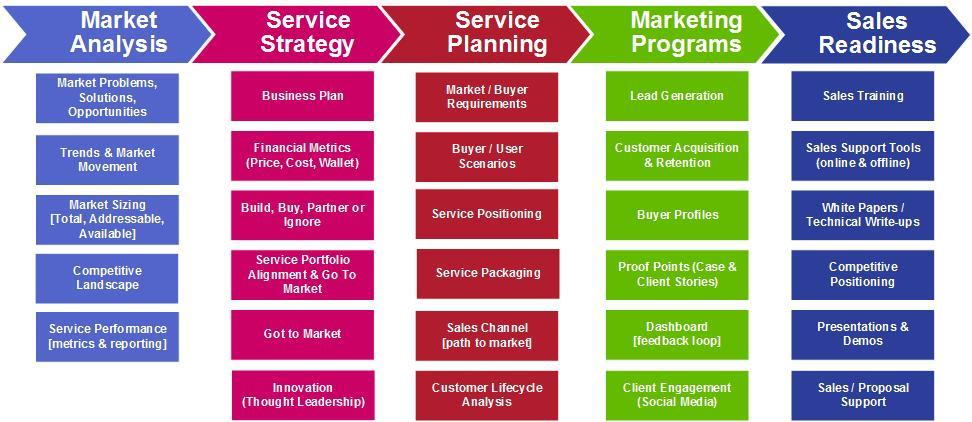 Market
Analysis
Service
Strategy
Service
Planning
Marketing
Programs
Sales
Readiness
Market Problems,
Solutions,
Opportunities
Trends & Market
Movement
Market Sizing
[Total, Addressable,
Available]
Competitive
Landscape
Service Performance
[metrics & reporting]
Business Plan
Financial Metrics
(Price, Cost, Wallet)
Build, Buy, Partner or
Ignore
Service Portfolio
Alignment & Go To
Market
Got to Market
Innovation
(Thought Leadership)
Market / Buyer
Requirements
Buyer / User
Scenarios
Service Positioning
Service Packaging
Sales Channel
[path to market]
Customer Lifecycle
Analysis
Lead Generation
Customer Acquisition
& Retention
Buyer Profiles
Proof Points (Case &
Client Stories)
Dashboard
[feedback loop]
Client Engagement
(Social Media)
Sales Training
Sales Support Tools
(online & offline)
White Papers /
Technical Write-ups
Competitive
Positioning
Presentations &
Demos
Sales / Proposal
Support